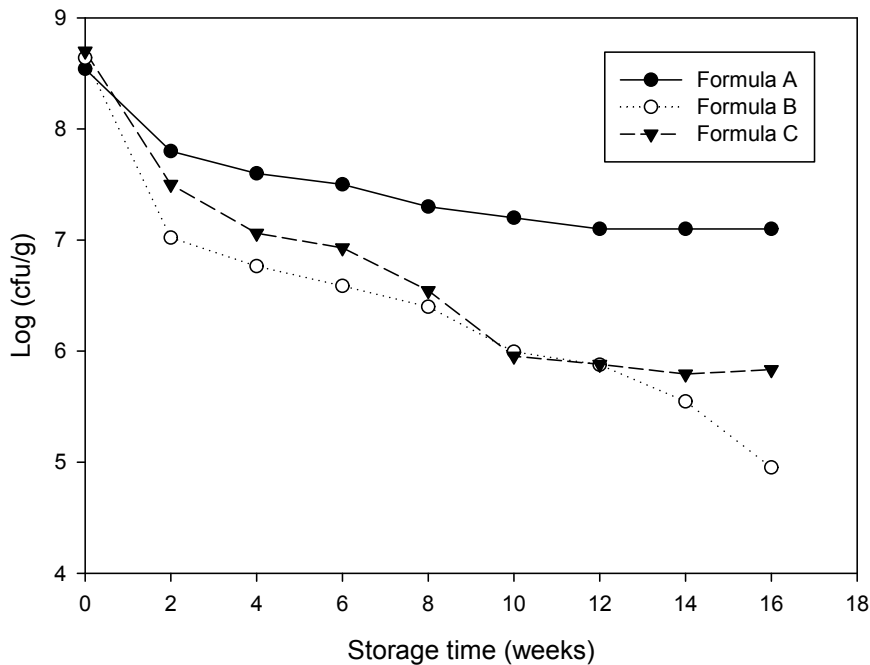 9
8
7
6
5
4
Log (cfu/g)
Formula A
Formula B
Formula C
0 2 4 6 8 10 12 14 16 18
Storage time (weeks)